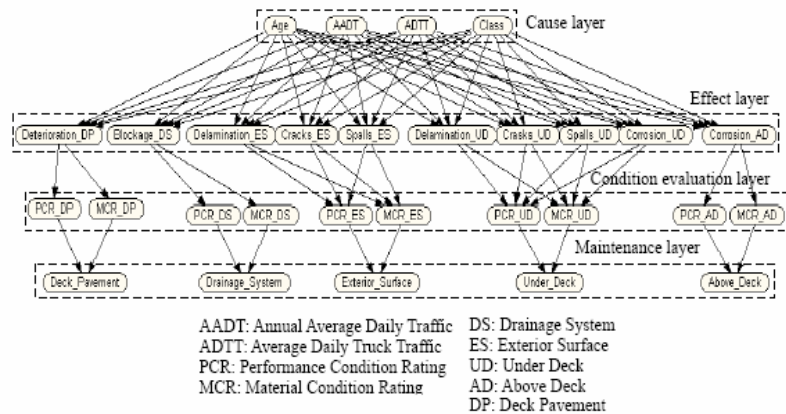 Age AADT ADTT Class
Cause layer
Effect layer
Deterioration_DP Blockage_DS Delamination_ES Cracks_ES Spalls_ES Delamination_UD Crasks_UD Spalls_UD Corrosion_UD Corrosion_AD
Condition evaluation layer
PCR_DP MCR_DP PCR_DS MCR_DS PCR_ES MCR_ES PCR_UD MCR_UD PCR_AD MCR_AD
Maintenance layer
Deck_Pavement Drainage_System Exterior_Surface Under_Deck Above_Deck
AADT: Annual Average Daily Traffic
ADTT: Average Daily Truck Traffic
PCR: Performance Condition Rating
MCR: Material Condition Rating
DS: Drainage System
ES: Exterior Surface
UD: Under Deck
AD: Above Deck
DP: Deck Pavement